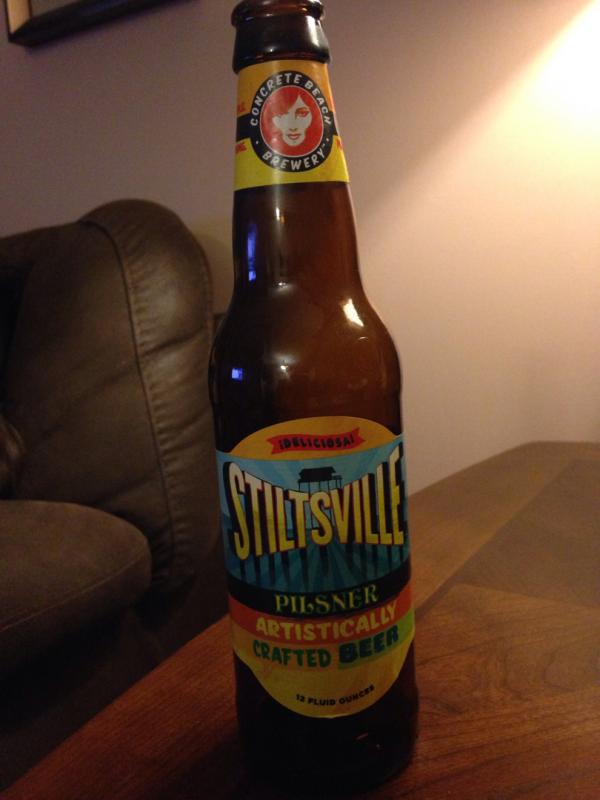 CONCRETE BEACH
• BREWERY •
¡DELICIOSA!
STILTSVILLE
PILSNER
ARTISTICALLY
CRAFTED BEER
12 FLUID OUNCES